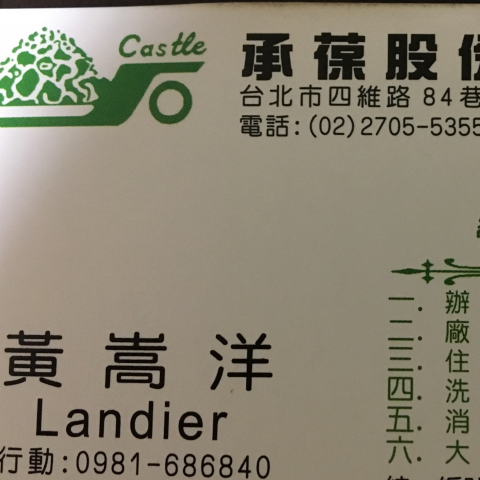 Castle
承葆股份
台北市四維路84巷
電話:(02)2705-5355
一. 辦
二. 廠
三. 住
四. 洗
五. 消
六. 大
黃嵩洋
Landier
行動:0981-686840